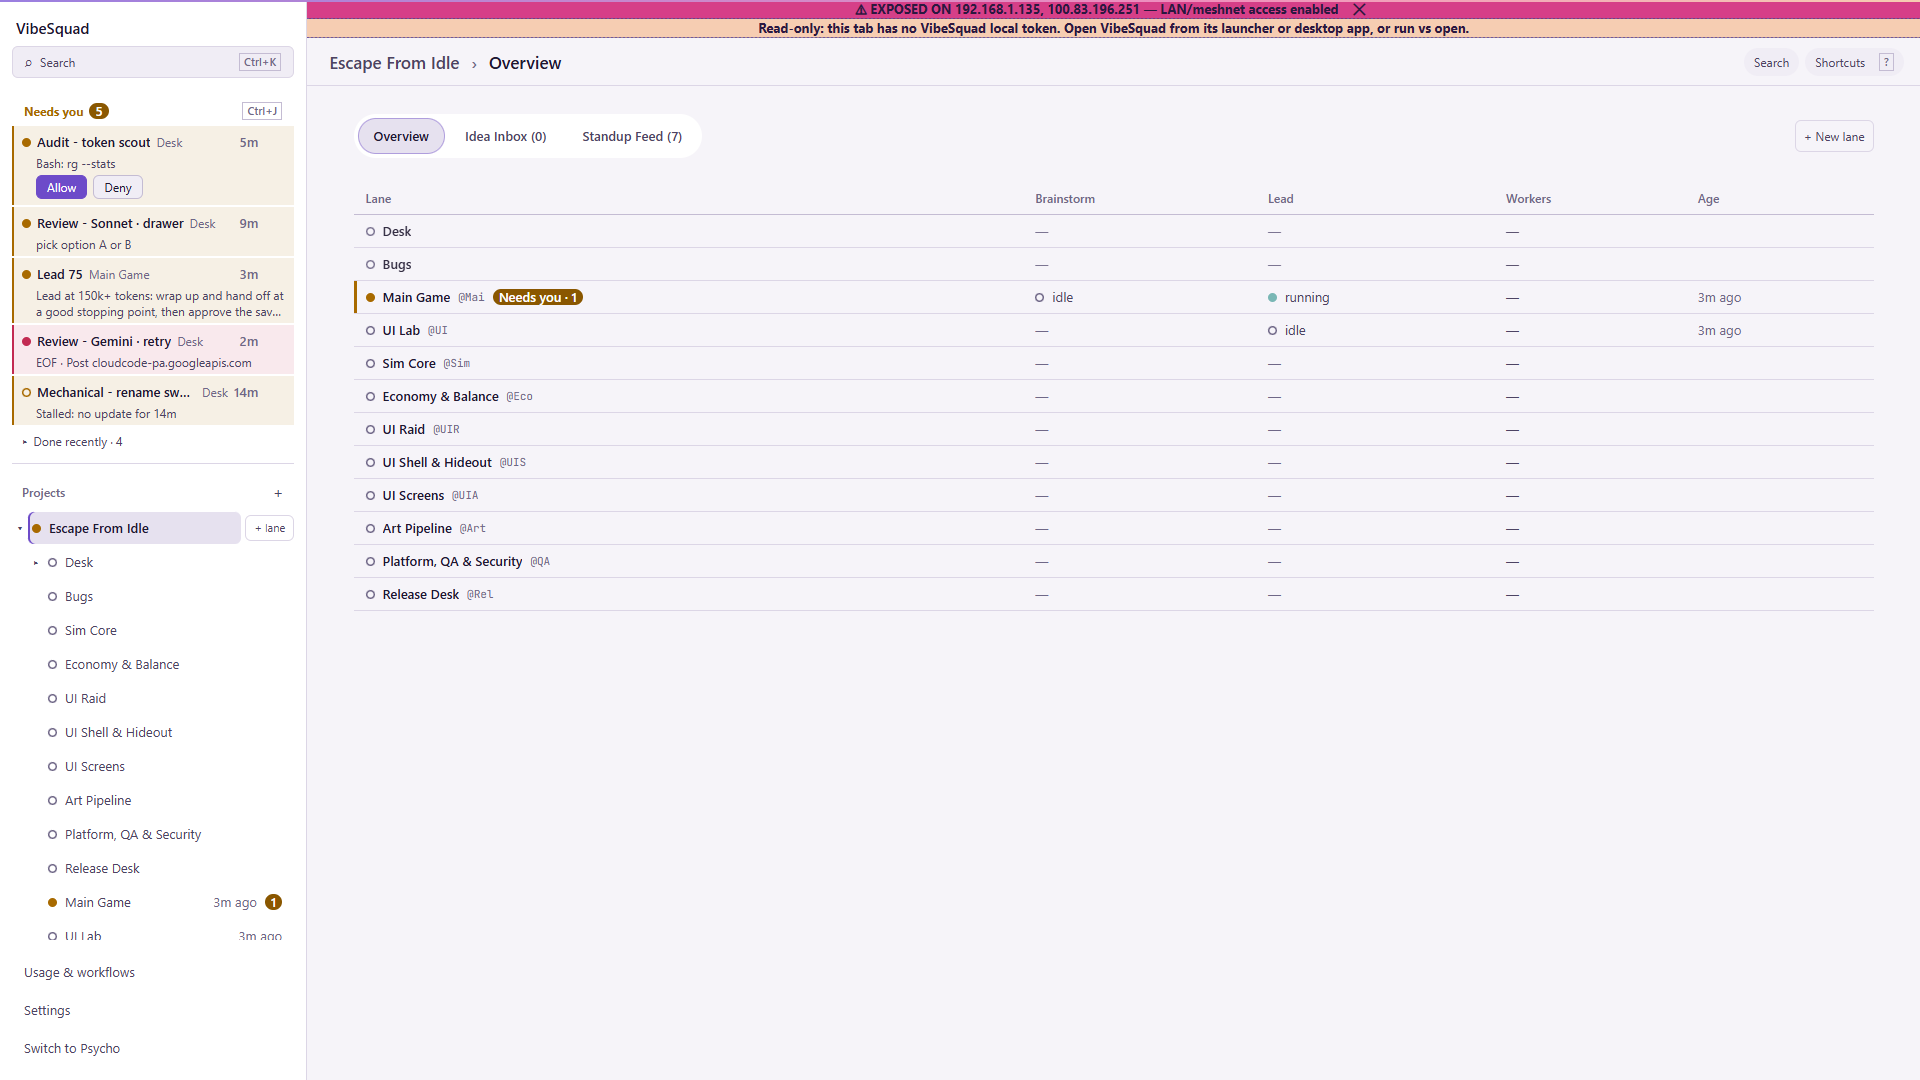 VibeSquad
Search Ctrl+K
Needs you 5 Ctrl+J
Audit - token scout Desk 5m
Bash: rg --stats
Allow Deny
Review - Sonnet · drawer Desk 9m
pick option A or B
Lead 75 Main Game 3m
Lead at 150k+ tokens: wrap up and hand off at
a good stopping point, then approve the sav...
Review - Gemini · retry Desk 2m
EOF · Post cloudcode-pa.googleapis.com
Mechanical - rename sw... Desk 14m
Stalled: no update for 14m
Done recently · 4
Projects +
Escape From Idle + lane
Desk
Bugs
Sim Core
Economy & Balance
UI Raid
UI Shell & Hideout
UI Screens
Art Pipeline
Platform, QA & Security
Release Desk
Main Game 3m ago 1
UI Lab 3m ago
Usage & workflows
Settings
Switch to Psycho
⚠ EXPOSED ON 192.168.1.135, 100.83.196.251 — LAN/meshnet access enabled
Read-only: this tab has no VibeSquad local token. Open VibeSquad from its launcher or desktop app, or run vs open.
Escape From Idle › Overview Search Shortcuts ?
Overview Idea Inbox (0) Standup Feed (7) + New lane
Lane Brainstorm Lead Workers Age
Desk — — —
Bugs — — —
Main Game @Mai Needs you · 1 idle running — 3m ago
UI Lab @UI — idle — 3m ago
Sim Core @Sim — — —
Economy & Balance @Eco — — —
UI Raid @UIR — — —
UI Shell & Hideout @UIS — — —
UI Screens @UIA — — —
Art Pipeline @Art — — —
Platform, QA & Security @QA — — —
Release Desk @Rel — — —